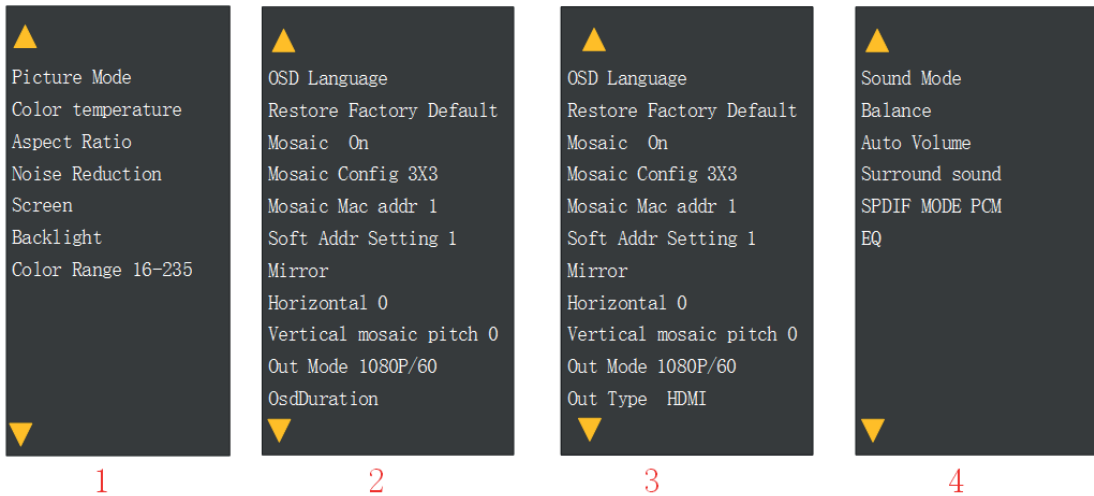 Picture Mode
Color temperature
Aspect Ratio
Noise Reduction
Screen
Backlight
Color Range 16-235
1
OSD Language
Restore Factory Default
Mosaic On
Mosaic Config 3X3
Mosaic Mac addr 1
Soft Addr Setting 1
Mirror
Horizontal 0
Vertical mosaic pitch 0
Out Mode 1080P/60
OsdDuration
2
OSD Language
Restore Factory Default
Mosaic On
Mosaic Config 3X3
Mosaic Mac addr 1
Soft Addr Setting 1
Mirror
Horizontal 0
Vertical mosaic pitch 0
Out Mode 1080P/60
Out Type HDMI
3
Sound Mode
Balance
Auto Volume
Surround sound
SPDIF MODE PCM
EQ
4